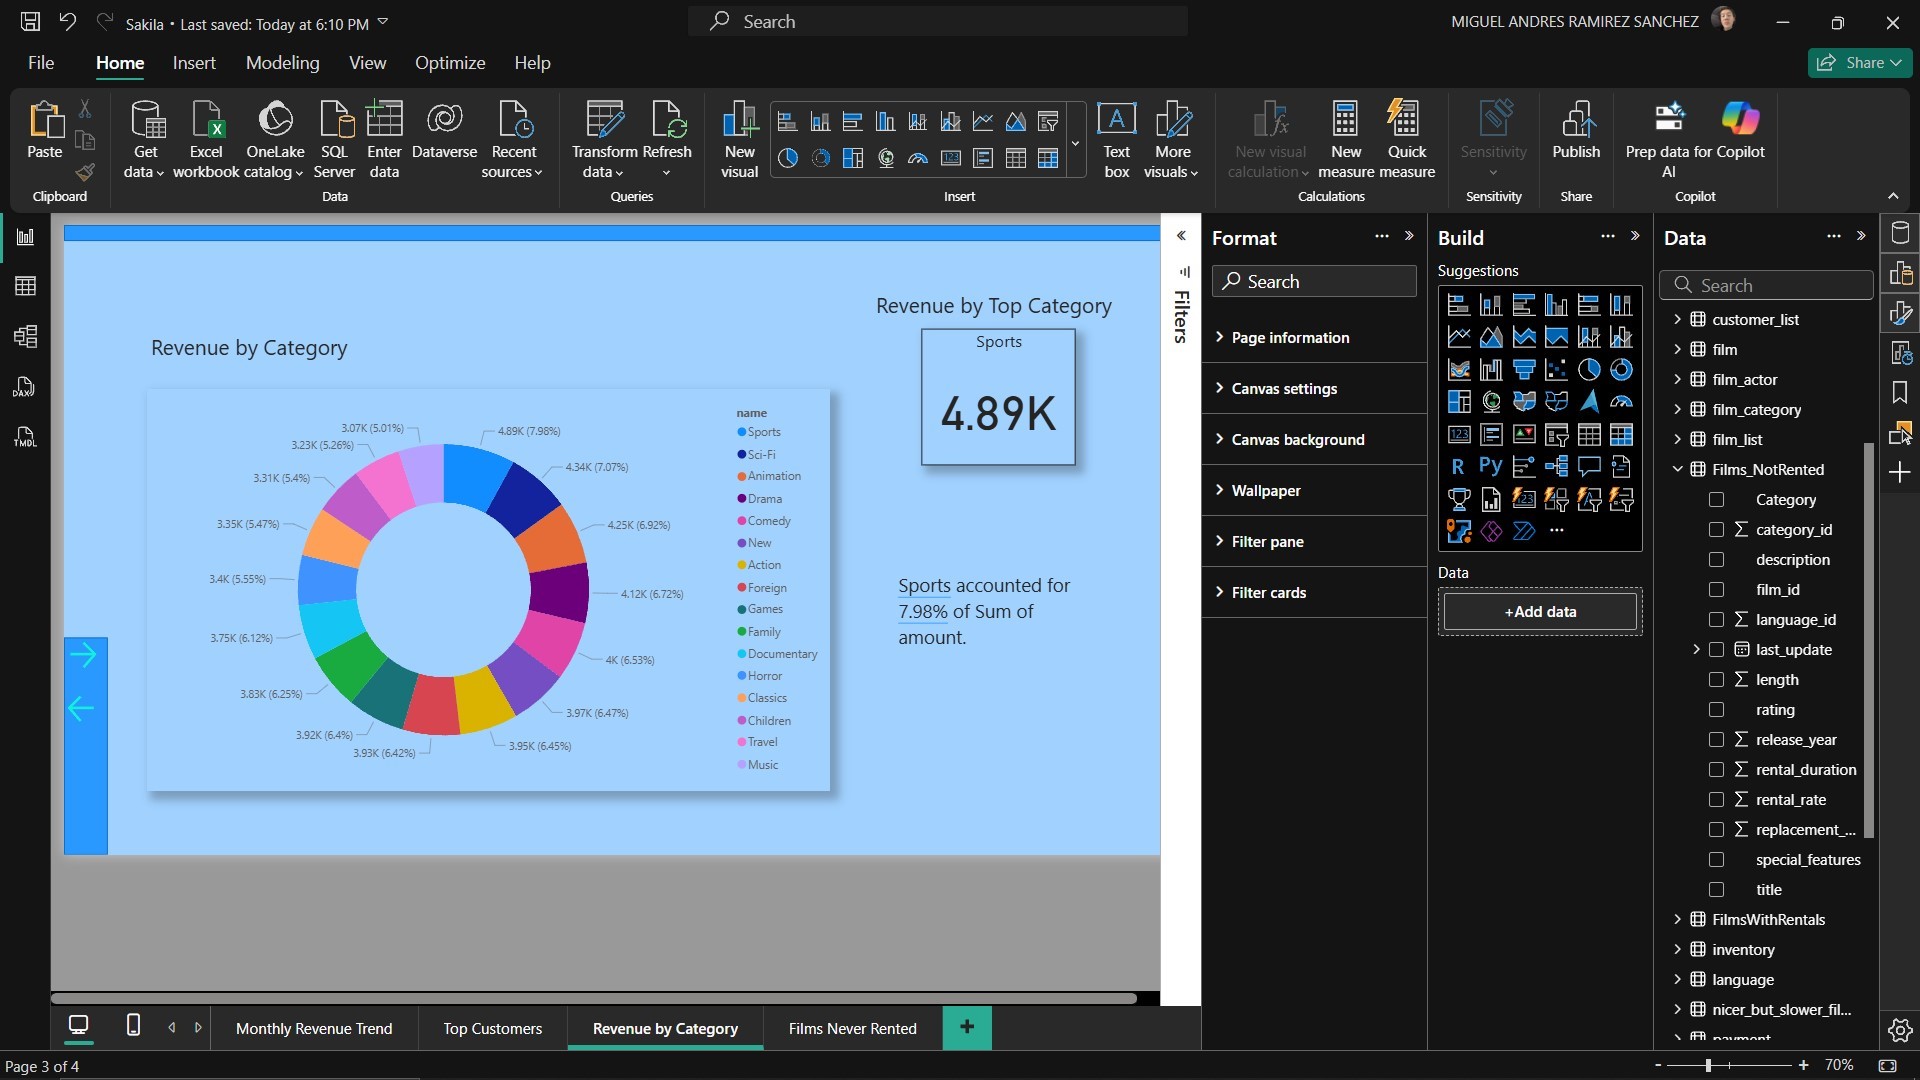 Sakila • Last saved: Today at 6:10 PM
Search
MIGUEL ANDRES RAMIREZ SANCHEZ
File
Home
Insert
Modeling
View
Optimize
Help
Share
Paste
Get data
Excel workbook
OneLake catalog
SQL Server
Enter data
Dataverse
Recent sources
Transform data
Refresh
New visual
A
Text box
More visuals
New visual calculation
New measure
Quick measure
Sensitivity
Publish
Prep data for AI
Copilot
Clipboard
Data
Queries
Insert
Calculations
Sensitivity
Share
Copilot
DAX
TMDL
Revenue by Category
Revenue by Top Category
Sports
4.89K
Sports accounted for
7.98% of Sum of
amount.
4.89K (7.98%)
4.34K (7.07%)
4.25K (6.92%)
4.12K (6.72%)
4K (6.53%)
3.97K (6.47%)
3.95K (6.45%)
3.93K (6.42%)
3.92K (6.4%)
3.83K (6.25%)
3.75K (6.12%)
3.4K (5.55%)
3.35K (5.47%)
3.31K (5.4%)
3.23K (5.26%)
3.07K (5.01%)
name
Sports
Sci-Fi
Animation
Drama
Comedy
New
Action
Foreign
Games
Family
Documentary
Horror
Classics
Children
Travel
Music
Filters
Format
Search
Page information
Canvas settings
Canvas background
Wallpaper
Filter pane
Filter cards
Build
Suggestions
123
R
Py
Data
+Add data
Data
Search
customer_list
film
film_actor
film_category
film_list
Films_NotRented
Category
category_id
description
film_id
language_id
last_update
length
rating
release_year
rental_duration
rental_rate
replacement_...
special_features
title
FilmsWithRentals
inventory
language
nicer_but_slower_fil...
payment
Monthly Revenue Trend
Top Customers
Revenue by Category
Films Never Rented
+
Page 3 of 4
- + 70%